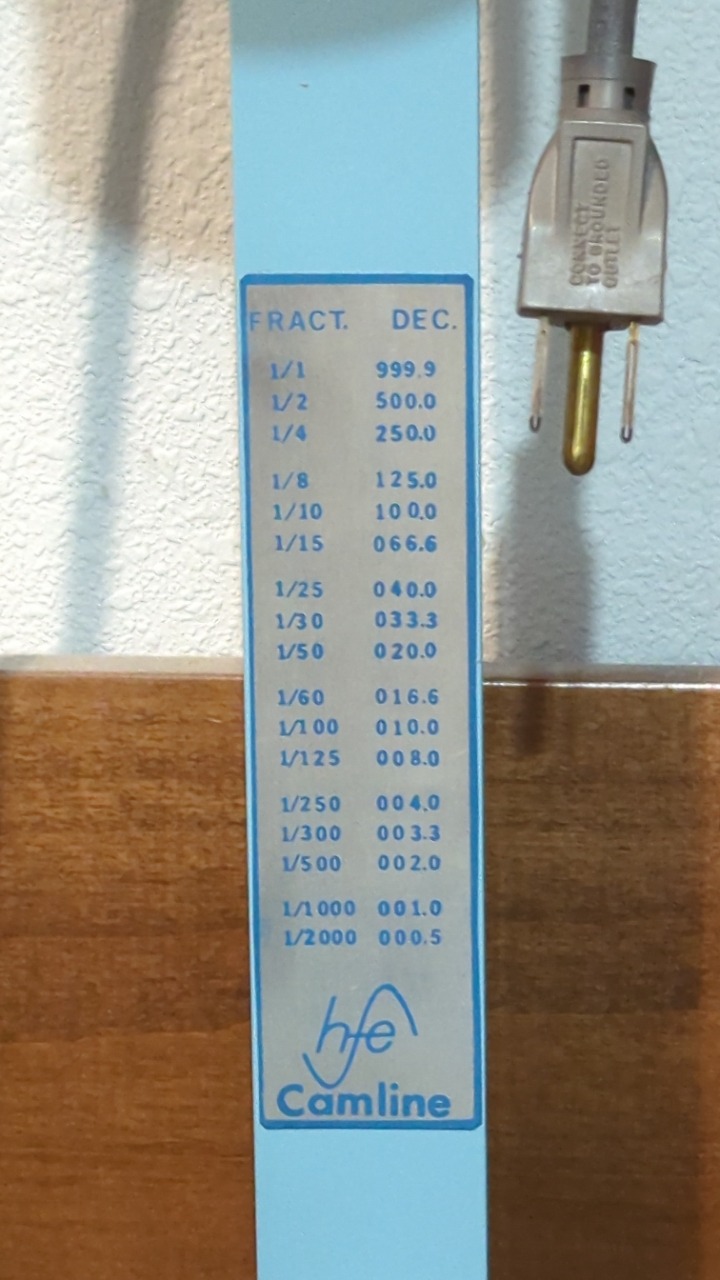 CONNECT
TO GROUNDED
OUTLET
FRACT. DEC.
1/1 999.9
1/2 500.0
1/4 250.0
1/8 125.0
1/10 100.0
1/15 066.6
1/25 040.0
1/30 033.3
1/50 020.0
1/60 016.6
1/100 010.0
1/125 008.0
1/250 004.0
1/300 003.3
1/500 002.0
1/1000 001.0
1/2000 000.5
hfe
Camline